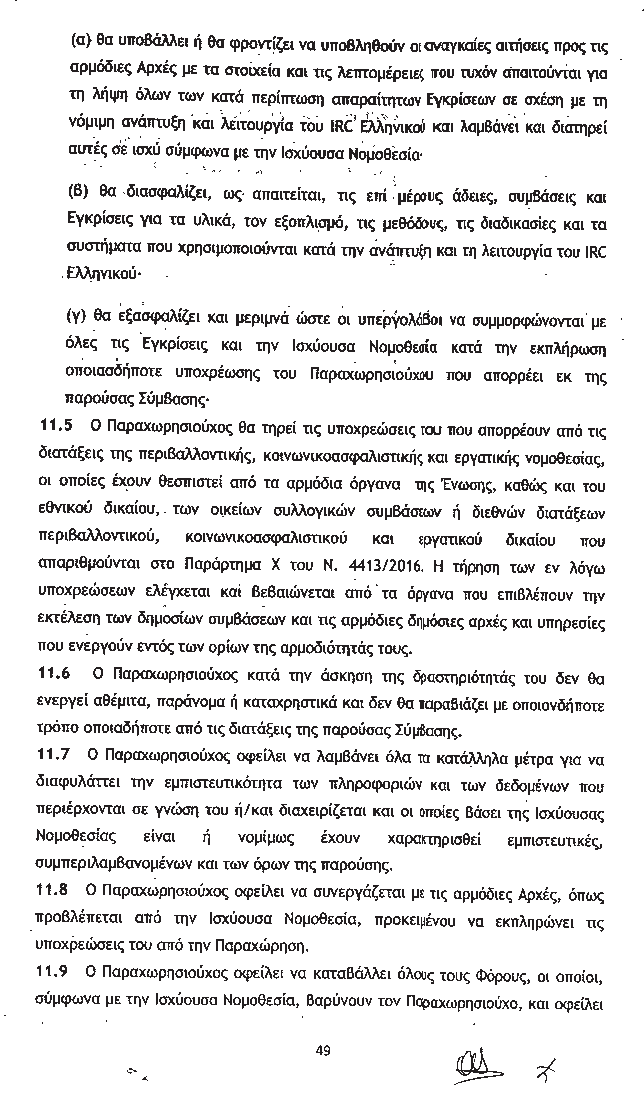 (α) θα υποβάλλει ή θα φροντίζει να υποβληθούν οι αναγκαίες αιτήσεις προς τις
αρμόδιες Αρχές με τα στοιχεία και τις λεπτομέρειες που τυχόν απαιτούνται για
τη λήψη όλων των κατά περίπτωση απαραίτητων Εγκρίσεων σε σχέση με τη
νόμιμη ανάπτυξη και λειτουργία του IRC Ελληνικού και λαμβάνει και διατηρεί
αυτές σε ισχύ σύμφωνα με την Ισχύουσα Νομοθεσία·
(β) θα διασφαλίζει, ως απαιτείται, τις επί μέρους άδειες, συμβάσεις και
Εγκρίσεις για τα υλικά, τον εξοπλισμό, τις μεθόδους, τις διαδικασίες και τα
συστήματα που χρησιμοποιούνται κατά την ανάπτυξη και τη λειτουργία του IRC
Ελληνικού·
(γ) θα εξασφαλίζει και μεριμνά ώστε οι υπεργολάβοι να συμμορφώνονται με
όλες τις Εγκρίσεις και την Ισχύουσα Νομοθεσία κατά την εκπλήρωση
οποιασδήποτε υποχρέωσης του Παραχωρησιούχου που απορρέει εκ της
παρούσας Σύμβασης·
11.5 Ο Παραχωρησιούχος θα τηρεί τις υποχρεώσεις του που απορρέουν από τις
διατάξεις της περιβαλλοντικής, κοινωνικοασφαλιστικής και εργατικής νομοθεσίας,
οι οποίες έχουν θεσπιστεί από τα αρμόδια όργανα της Ένωσης, καθώς και του
εθνικού δικαίου, των οικείων συλλογικών συμβάσεων ή διεθνών διατάξεων
περιβαλλοντικού, κοινωνικοασφαλιστικού και εργατικού δικαίου που
απαριθμούνται στο Παράρτημα Χ του Ν. 4413/2016. Η τήρηση των εν λόγω
υποχρεώσεων ελέγχεται και βεβαιώνεται από τα όργανα που επιβλέπουν την
εκτέλεση των δημοσίων συμβάσεων και τις αρμόδιες δημόσιες αρχές και υπηρεσίες
που ενεργούν εντός των ορίων της αρμοδιότητάς τους.
11.6 Ο Παραχωρησιούχος κατά την άσκηση της δραστηριότητάς του δεν θα
ενεργεί αθέμιτα, παράνομα ή καταχρηστικά και δεν θα παραβιάζει με οποιονδήποτε
τρόπο οποιαδήποτε από τις διατάξεις της παρούσας Σύμβασης.
11.7 Ο Παραχωρησιούχος οφείλει να λαμβάνει όλα τα κατάλληλα μέτρα για να
διαφυλάττει την εμπιστευτικότητα των πληροφοριών και των δεδομένων που
περιέρχονται σε γνώση του ή/και διαχειρίζεται και οι οποίες βάσει της Ισχύουσας
Νομοθεσίας είναι ή νομίμως έχουν χαρακτηρισθεί εμπιστευτικές,
συμπεριλαμβανομένων και των όρων της παρούσης.
11.8 Ο Παραχωρησιούχος οφείλει να συνεργάζεται με τις αρμόδιες Αρχές, όπως
προβλέπεται από την Ισχύουσα Νομοθεσία, προκειμένου να εκπληρώνει τις
υποχρεώσεις του από την Παραχώρηση.
11.9 Ο Παραχωρησιούχος οφείλει να καταβάλλει όλους τους Φόρους, οι οποίοι,
σύμφωνα με την Ισχύουσα Νομοθεσία, βαρύνουν τον Παραχωρησιούχο, και οφείλει
49